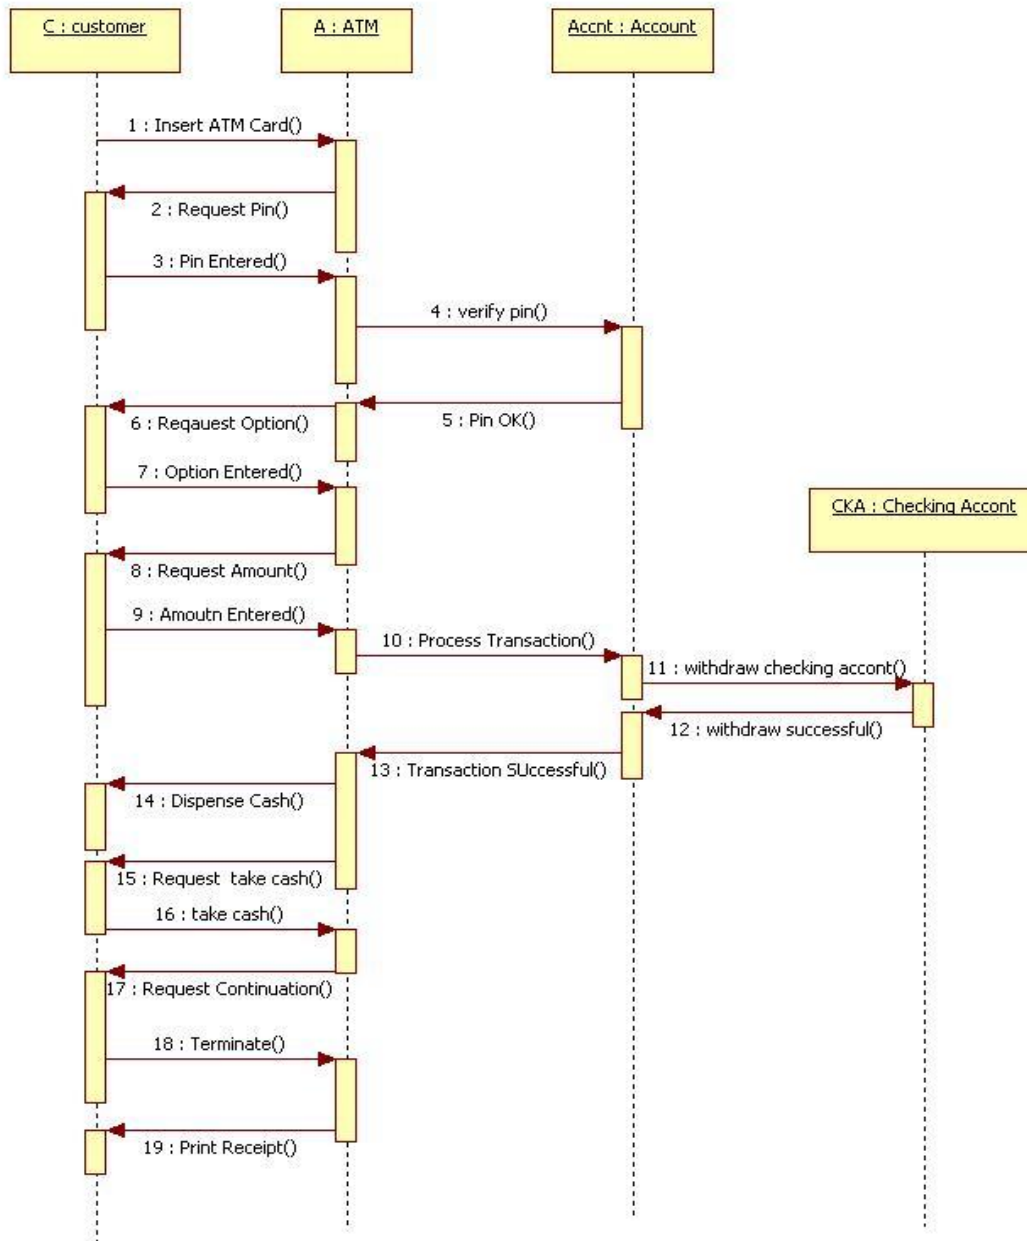 C : customer
A : ATM
Accnt : Account
1 : Insert ATM Card()
2 : Request Pin()
3 : Pin Entered()
4 : verify pin()
5 : Pin OK()
6 : Reqauest Option()
7 : Option Entered()
CKA : Checking Accont
8 : Request Amount()
9 : Amoutn Entered()
10 : Process Transaction()
11 : withdraw checking accont()
12 : withdraw successful()
13 : Transaction SUccessful()
14 : Dispense Cash()
15 : Request take cash()
16 : take cash()
17 : Request Continuation()
18 : Terminate()
19 : Print Receipt()